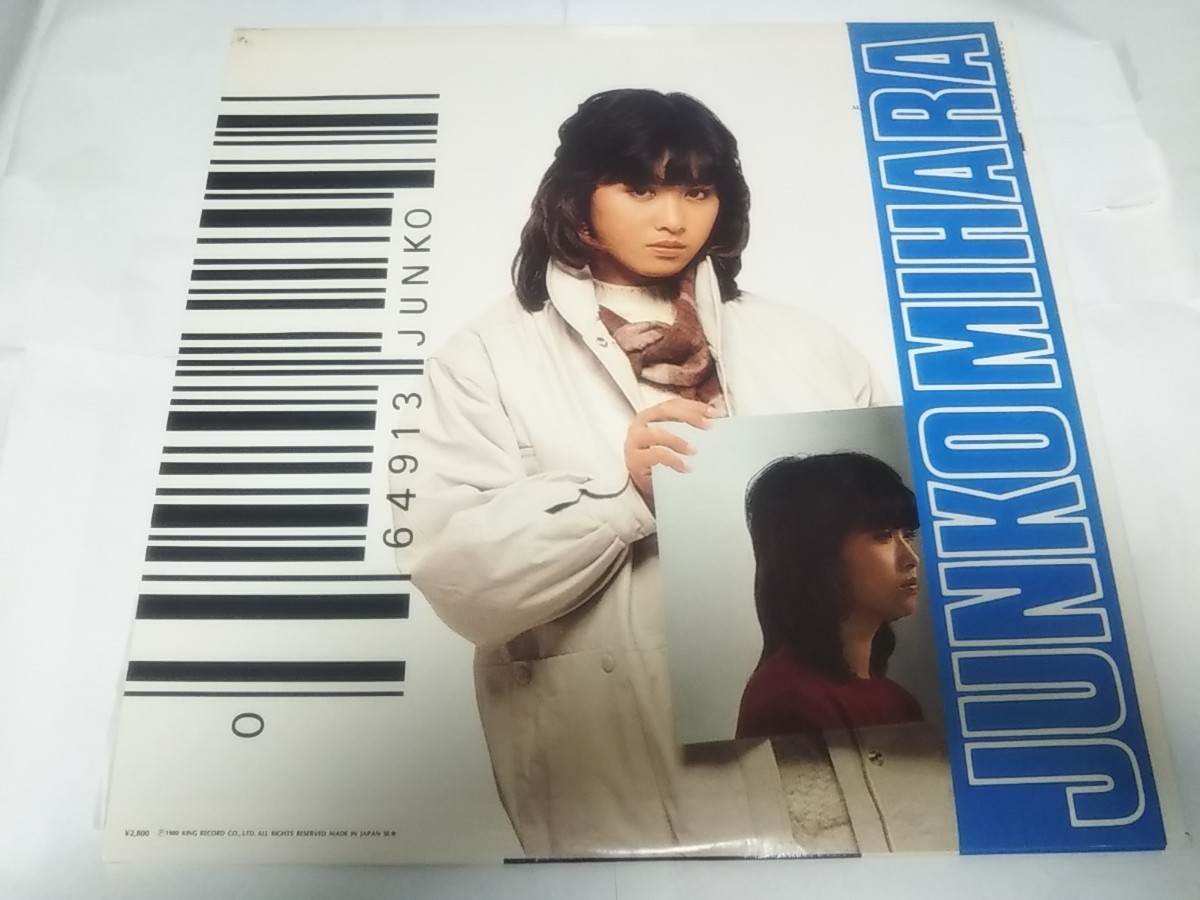 JUNKO MIHARA
64913 JUNKO
0
¥2,800 ℗1980 KING RECORD CO., LTD. ALL RIGHTS RESERVED MADE IN JAPAN